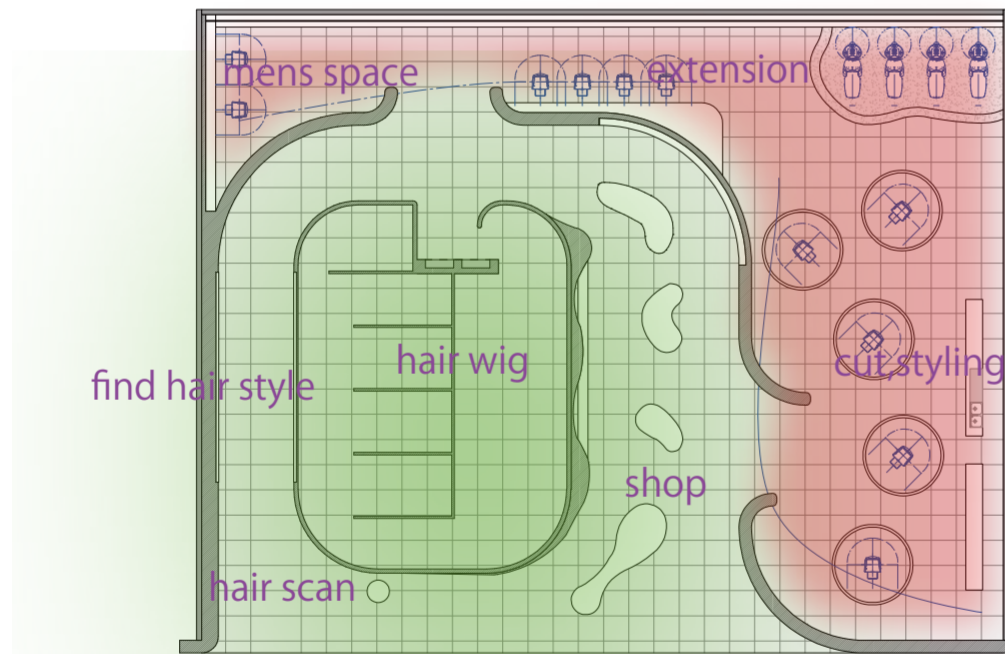 mens space
extension
hair wig
cut,styling
find hair style
shop
hair scan